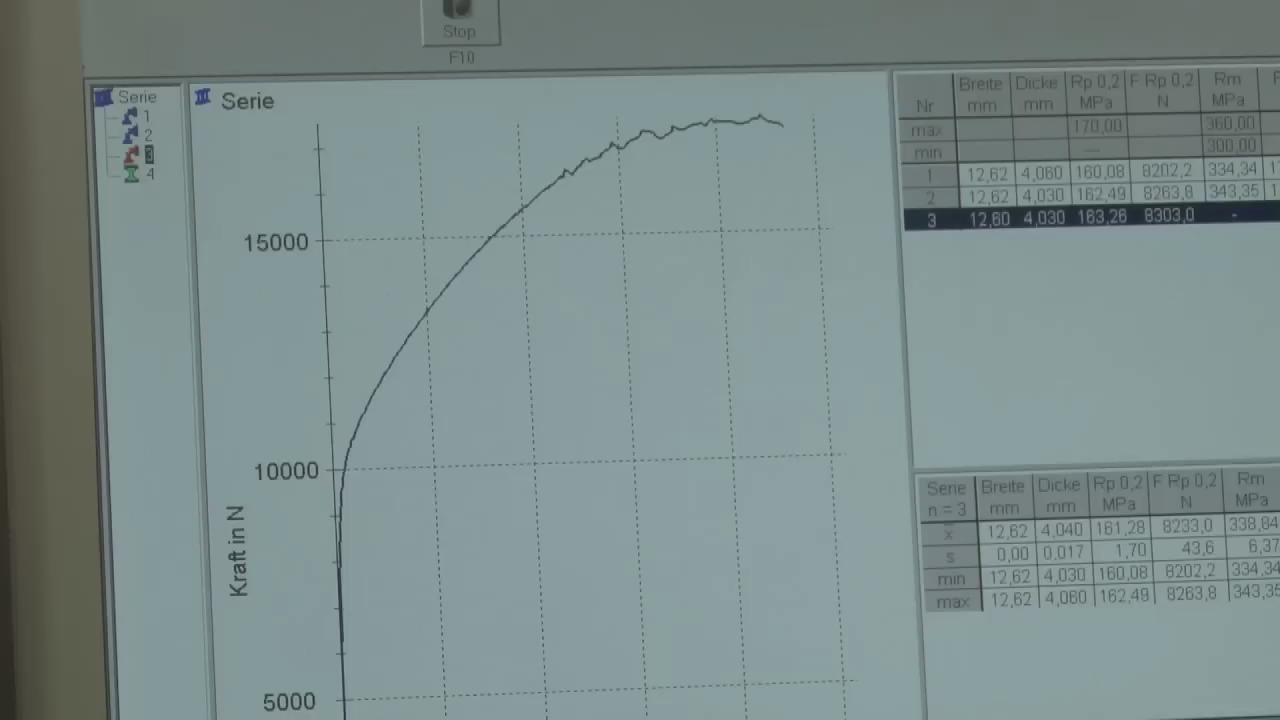 Stop
F10
Serie
1
2
3
4
Serie
15000
10000
5000
Kraft in N
Nr Breite mm Dicke mm Rp 0,2 MPa F Rp 0,2 N Rm MPa
max 170,00 360,00
min --- 300,00
1 12,62 4,060 160,08 8202,2 334,34
2 12,62 4,030 162,49 8263,8 343,35
3 12,60 4,030 163,26 8303,0 -
Serie n = 3 Breite mm Dicke mm Rp 0,2 MPa F Rp 0,2 N Rm MPa
x 12,62 4,040 161,28 8233,0 338,84
s 0,00 0,017 1,70 43,6 6,37
min 12,62 4,030 160,08 8202,2 334,34
max 12,62 4,060 162,49 8263,8 343,35